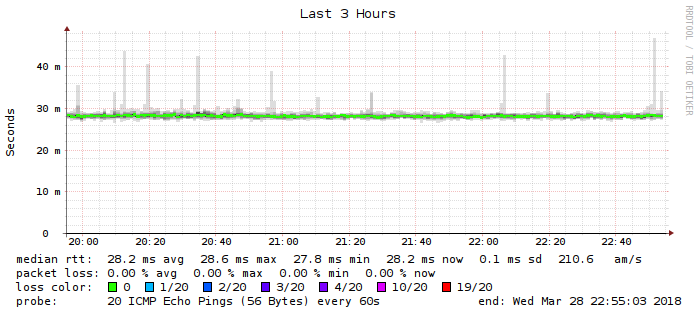 Last 3 Hours
RRDTOOL / TOBI OETIKER
Seconds
40 m
30 m
20 m
10 m
0
20:00 20:20 20:40 21:00 21:20 21:40 22:00 22:20 22:40
median rtt: 28.2 ms avg 28.6 ms max 27.8 ms min 28.2 ms now 0.1 ms sd 210.6 am/s
packet loss: 0.00 % avg 0.00 % max 0.00 % min 0.00 % now
loss color: 0 1/20 2/20 3/20 4/20 10/20 19/20
probe: 20 ICMP Echo Pings (56 Bytes) every 60s end: Wed Mar 28 22:55:03 2018